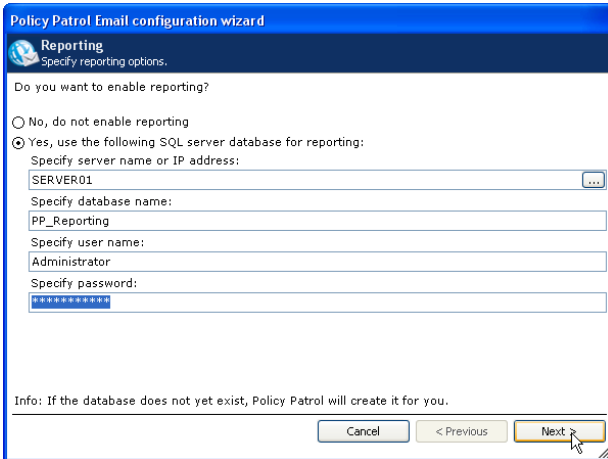 Policy Patrol Email configuration wizard
Reporting
Specify reporting options.
Do you want to enable reporting?
No, do not enable reporting
Yes, use the following SQL server database for reporting:
Specify server name or IP address:
SERVER01
...
Specify database name:
PP_Reporting
Specify user name:
Administrator
Specify password:
***********
Info: If the database does not yet exist, Policy Patrol will create it for you.
Cancel < Previous Next >